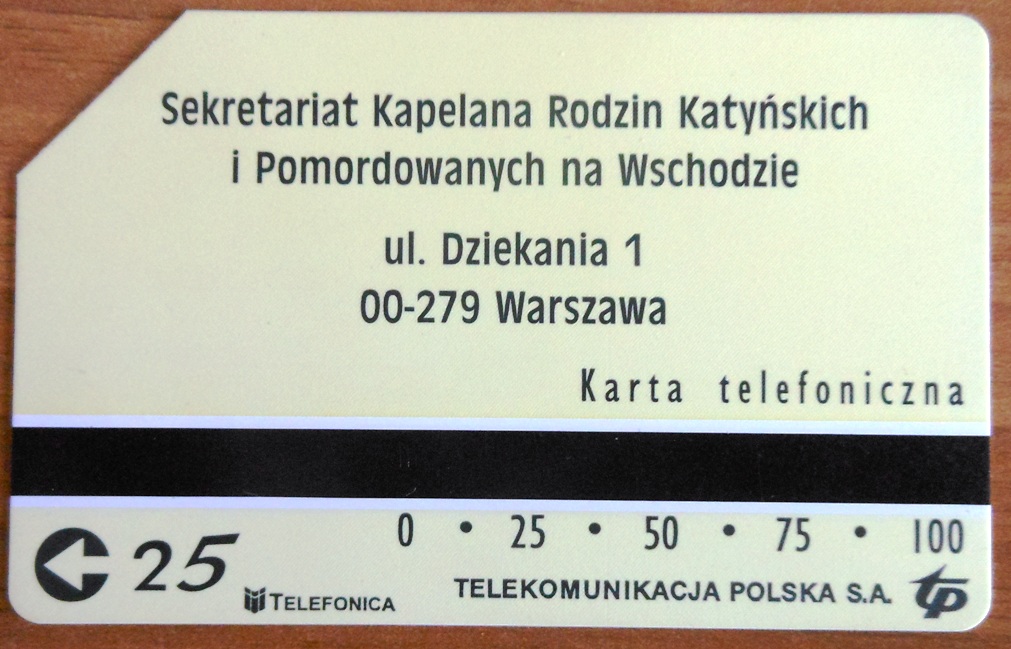 Sekretariat Kapelana Rodzin Katyńskich
i Pomordowanych na Wschodzie
ul. Dziekania 1
00-279 Warszawa
Karta telefoniczna
0 • 25 • 50 • 75 • 100
25
TELEFONICA
TELEKOMUNIKACJA POLSKA S.A.
tp